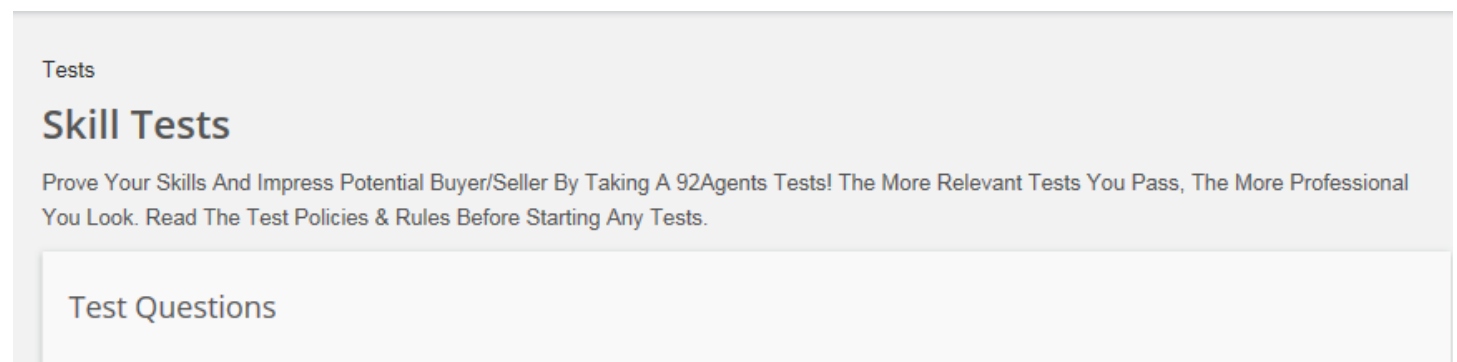 Tests
Skill Tests
Prove Your Skills And Impress Potential Buyer/Seller By Taking A 92Agents Tests! The More Relevant Tests You Pass, The More Professional
You Look. Read The Test Policies & Rules Before Starting Any Tests.
Test Questions